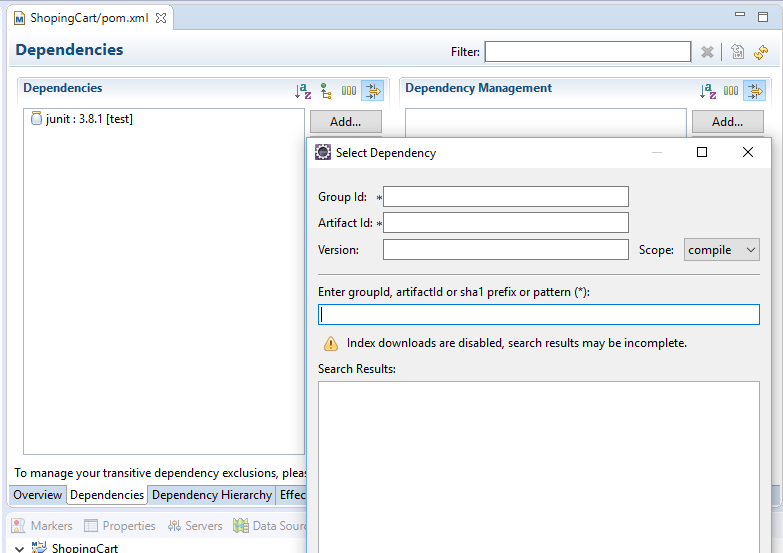 ShopingCart/pom.xml
Dependencies
Filter:
Dependencies
Dependency Management
junit : 3.8.1 [test]
Add...
Add...
Select Dependency
Group Id: *
Artifact Id: *
Version:
Scope: compile
Enter groupId, artifactId or sha1 prefix or pattern (*):
Index downloads are disabled, search results may be incomplete.
Search Results:
To manage your transitive dependency exclusions, pleas
Overview Dependencies Dependency Hierarchy Effec
Markers Properties Servers Data Sourc
ShopingCart